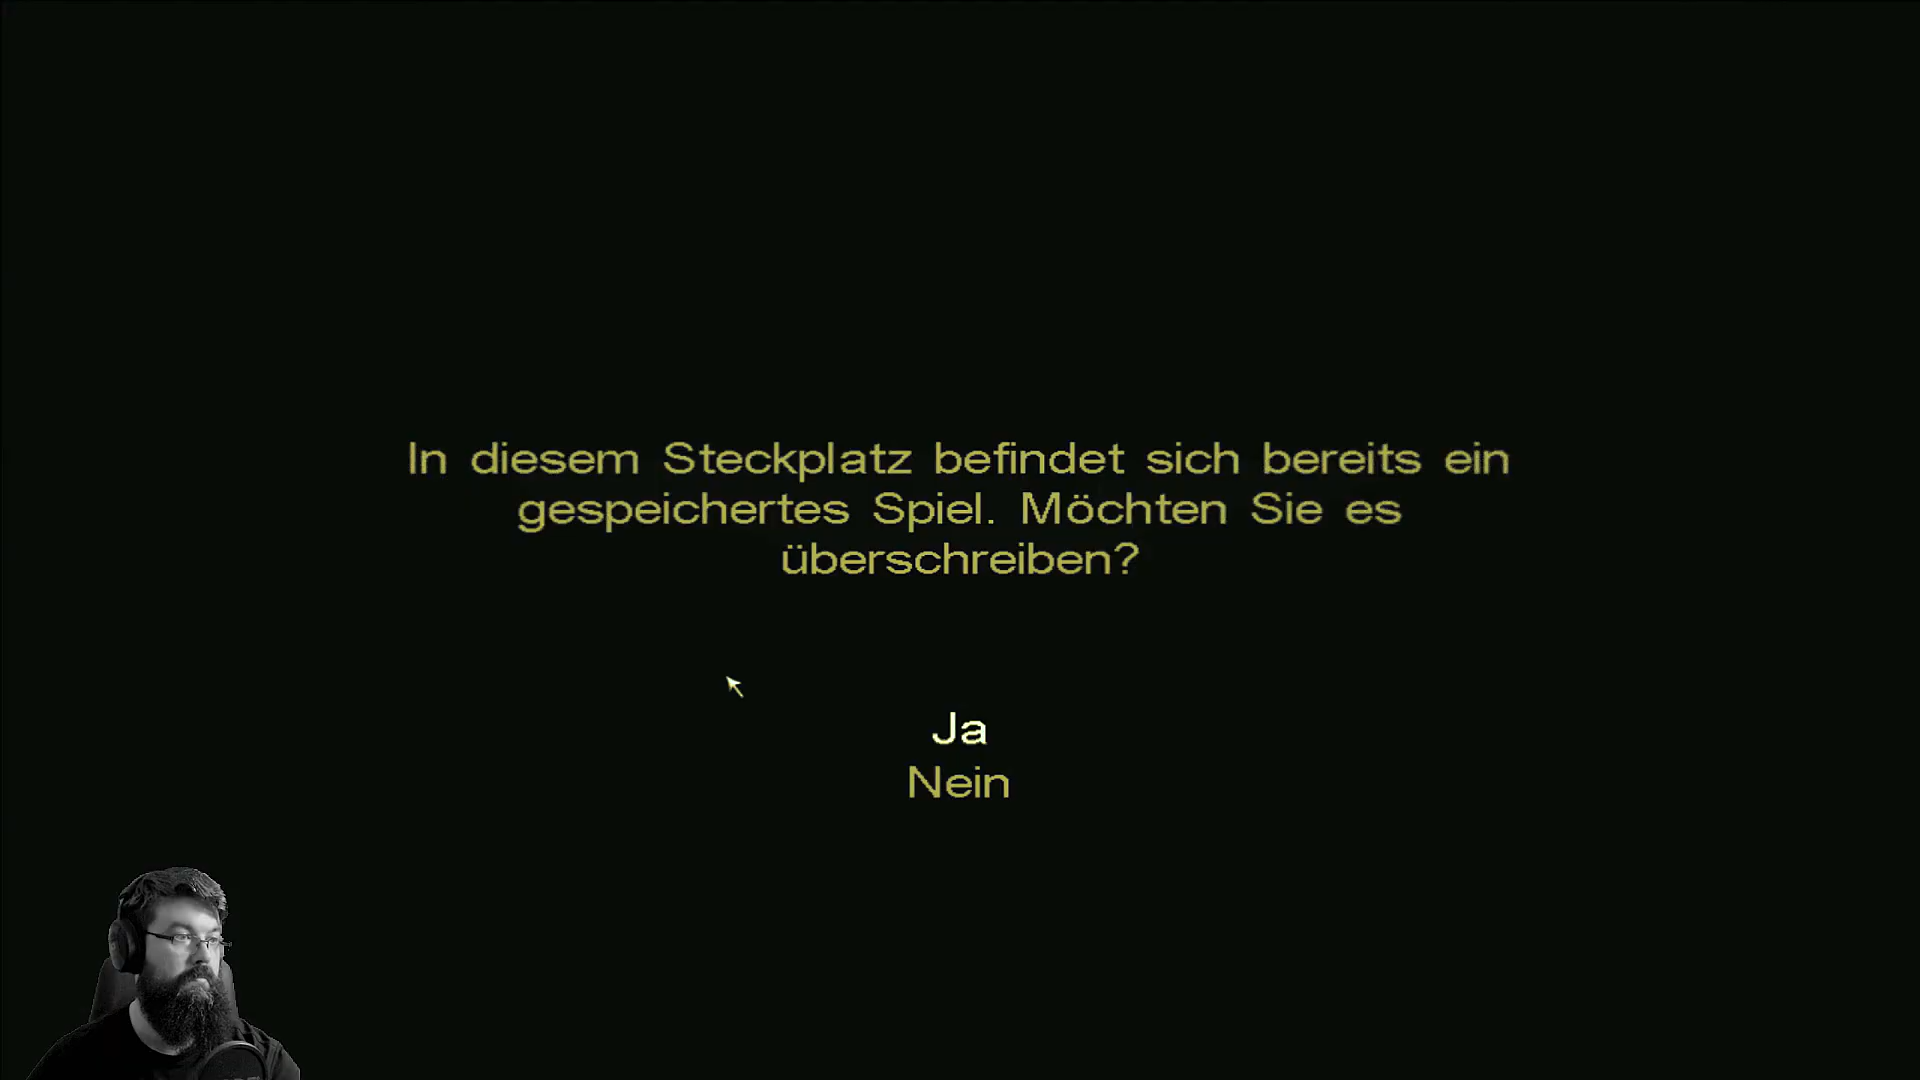 In diesem Steckplatz befindet sich bereits ein
gespeichertes Spiel. Möchten Sie es
überschreiben?
Ja
Nein